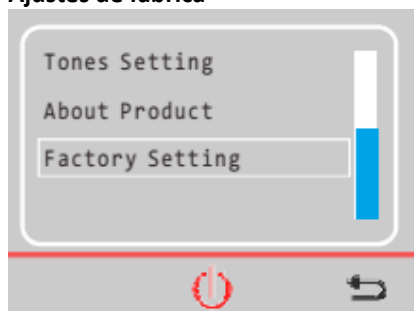 Ajustes de fábrica
Tones Setting
About Product
Factory Setting